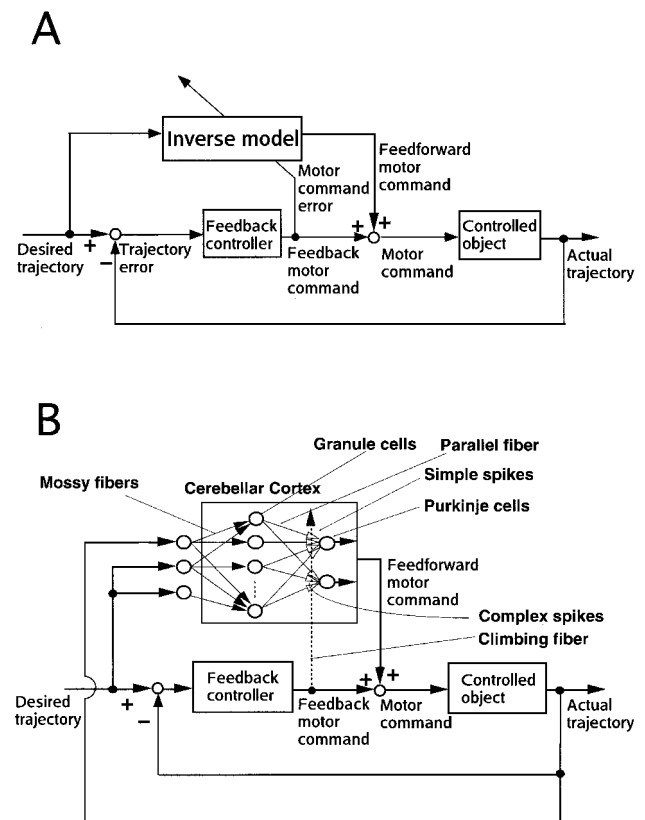 A
Inverse model
Feedforward
motor
command
Motor
command
error
+
+
+
−
Desired
trajectory
Trajectory
error
Feedback
controller
Feedback
motor
command
Motor
command
Controlled
object
Actual
trajectory
B
Granule cells
Parallel fiber
Mossy fibers
Cerebellar Cortex
Simple spikes
Purkinje cells
Feedforward
motor
command
Complex spikes
Climbing fiber
Desired
trajectory
+
−
Feedback
controller
Feedback
motor
command
+
+
Motor
command
Controlled
object
Actual
trajectory